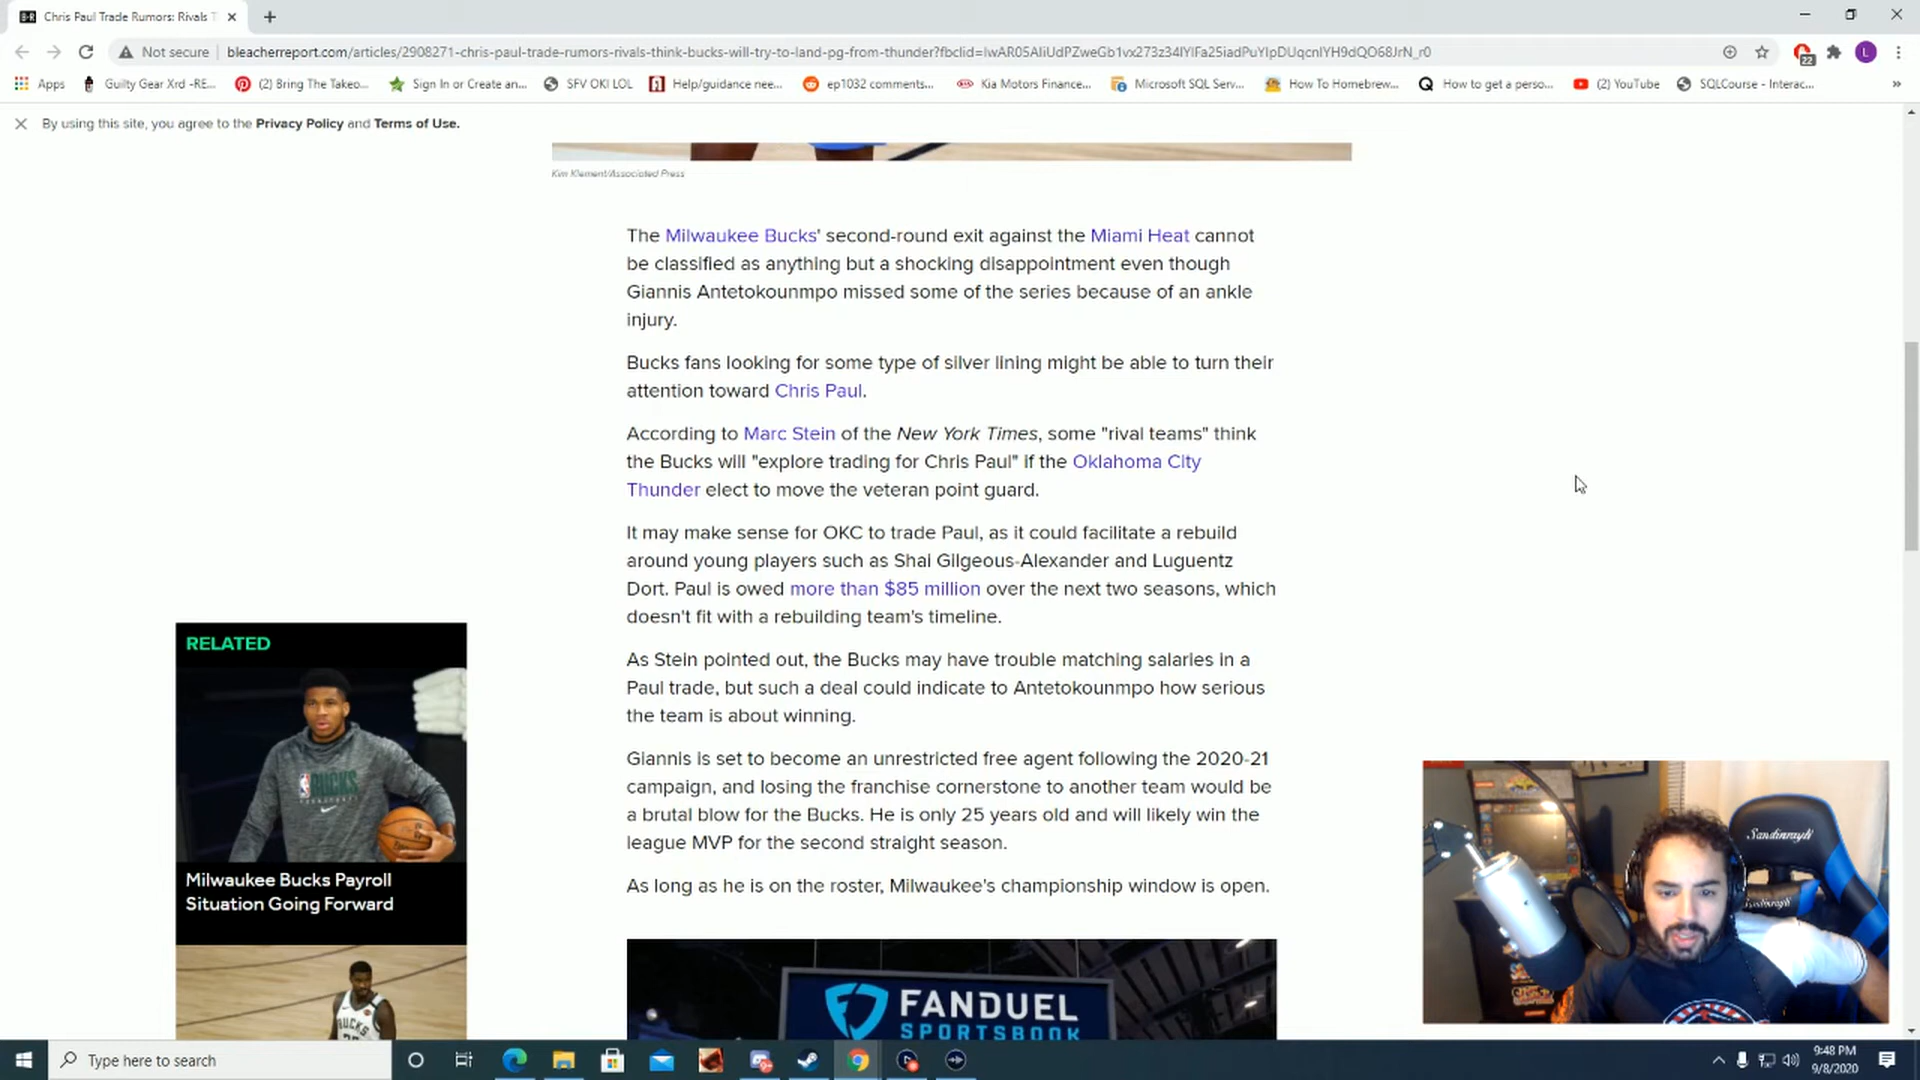 Chris Paul Trade Rumors: Rivals T
Not secure
bleacherreport.com/articles/2908271-chris-paul-trade-rumors-rivals-think-bucks-will-try-to-land-pg-from-thunder?fbclid=
22
L
Apps
Guilty Gear Xrd -RE...
(2) Bring The Takeo...
Sign In or Create an...
SFV OKI LOL
Help/guidance nee...
ep1032 comments...
Kia Motors Finance...
Microsoft SQL Serv...
How To Homebrew...
How to get a perso...
(2) YouTube
SQLCourse - Interac...
By using this site, you agree to the Privacy Policy and Terms of Use.
Kim Klement/Associated Press
The Milwaukee Bucks' second-round exit against the Miami Heat cannot
be classified as anything but a shocking disappointment even though
Giannis Antetokounmpo missed some of the series because of an ankle
injury.
Bucks fans looking for some type of silver lining might be able to turn their
attention toward Chris Paul.
According to Marc Stein of the New York Times, some "rival teams" think
the Bucks will "explore trading for Chris Paul" if the Oklahoma City
Thunder elect to move the veteran point guard.
It may make sense for OKC to trade Paul, as it could facilitate a rebuild
around young players such as Shai Gilgeous-Alexander and Luguentz
Dort. Paul is owed more than $85 million over the next two seasons, which
doesn't fit with a rebuilding team's timeline.
As Stein pointed out, the Bucks may have trouble matching salaries in a
Paul trade, but such a deal could indicate to Antetokounmpo how serious
the team is about winning.
Giannis is set to become an unrestricted free agent following the 2020-21
campaign, and losing the franchise cornerstone to another team would be
a brutal blow for the Bucks. He is only 25 years old and will likely win the
league MVP for the second straight season.
As long as he is on the roster, Milwaukee's championship window is open.
RELATED
BUCKS
Milwaukee Bucks Payroll
Situation Going Forward
BUCKS
FANDUEL
SPORTSBOOK
Type here to search
9:48 PM
9/8/2020